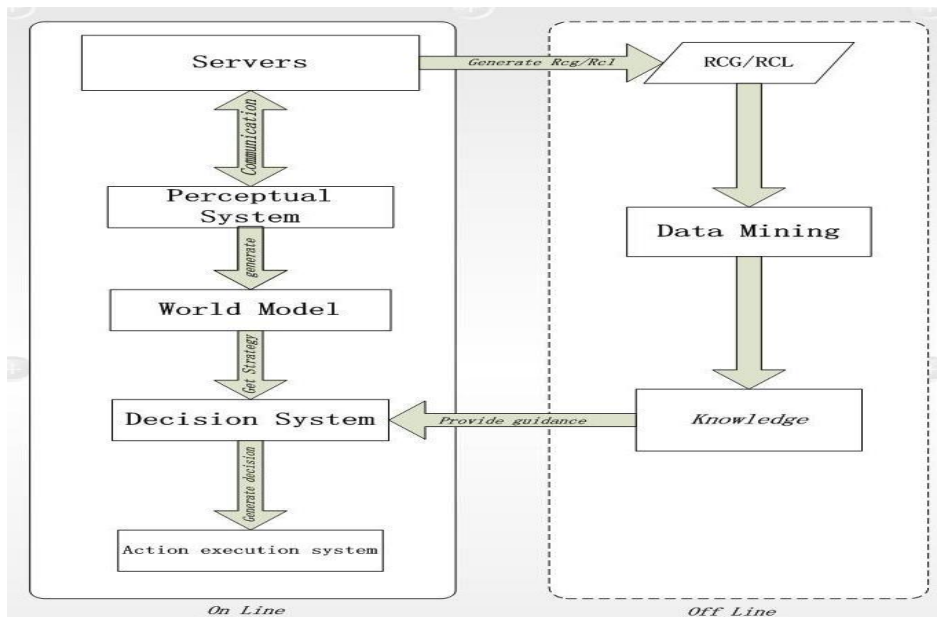 Servers
Generate Rcg/Rcl
RCG/RCL
Communication
Perceptual
System
Data Mining
generate
World Model
Get Strategy
Decision System
Provide guidance
Knowledge
Generate decision
Action execution system
On Line
Off Line